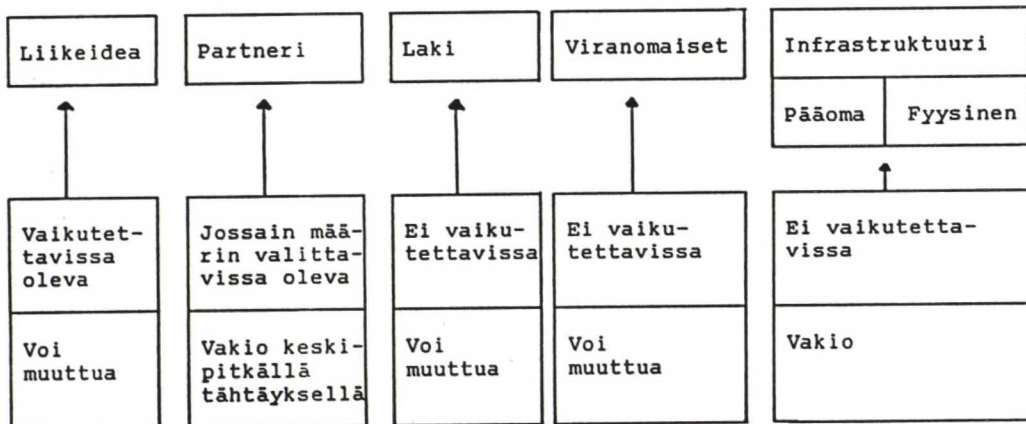 Liikeidea
Partneri
Laki
Viranomaiset
Infrastruktuuri
Pääoma
Fyysinen
Vaikutet-
tavissa
oleva
Jossain mää-
rin valitta-
vissa oleva
Ei vaiku-
tettavissa
Ei vaiku-
tettavissa
Ei vaikutetta-
vissa
Voi
muuttua
Vakio keski-
pitkällä
tähtäyksellä
Voi
muuttua
Voi
muuttua
Vakio